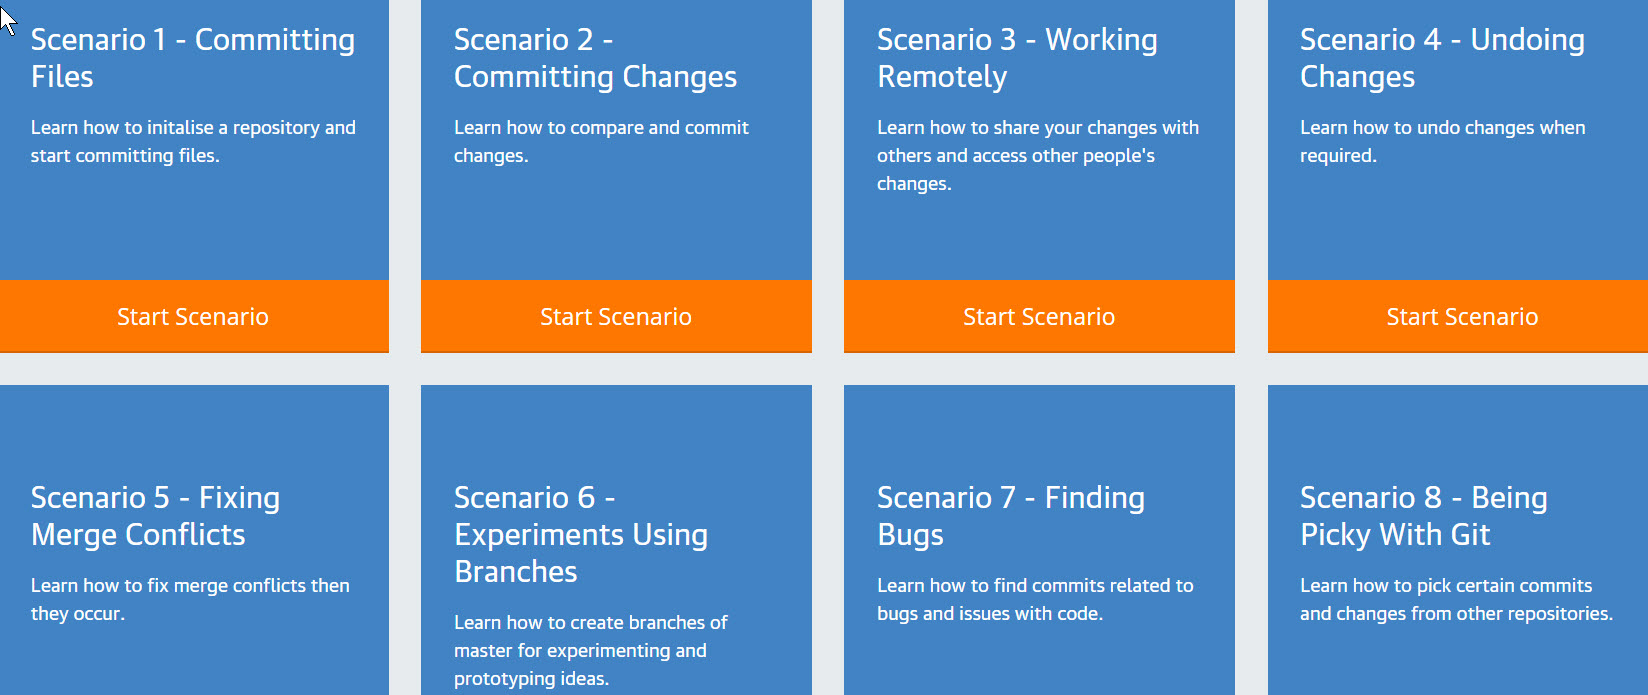 Scenario 1 - Committing
Files
Learn how to initalise a repository and
start committing files.
Start Scenario
Scenario 2 -
Committing Changes
Learn how to compare and commit
changes.
Start Scenario
Scenario 3 - Working
Remotely
Learn how to share your changes with
others and access other people's
changes.
Start Scenario
Scenario 4 - Undoing
Changes
Learn how to undo changes when
required.
Start Scenario
Scenario 5 - Fixing
Merge Conflicts
Learn how to fix merge conflicts then
they occur.
Scenario 6 -
Experiments Using
Branches
Learn how to create branches of
master for experimenting and
prototyping ideas.
Scenario 7 - Finding
Bugs
Learn how to find commits related to
bugs and issues with code.
Scenario 8 - Being
Picky With Git
Learn how to pick certain commits
and changes from other repositories.